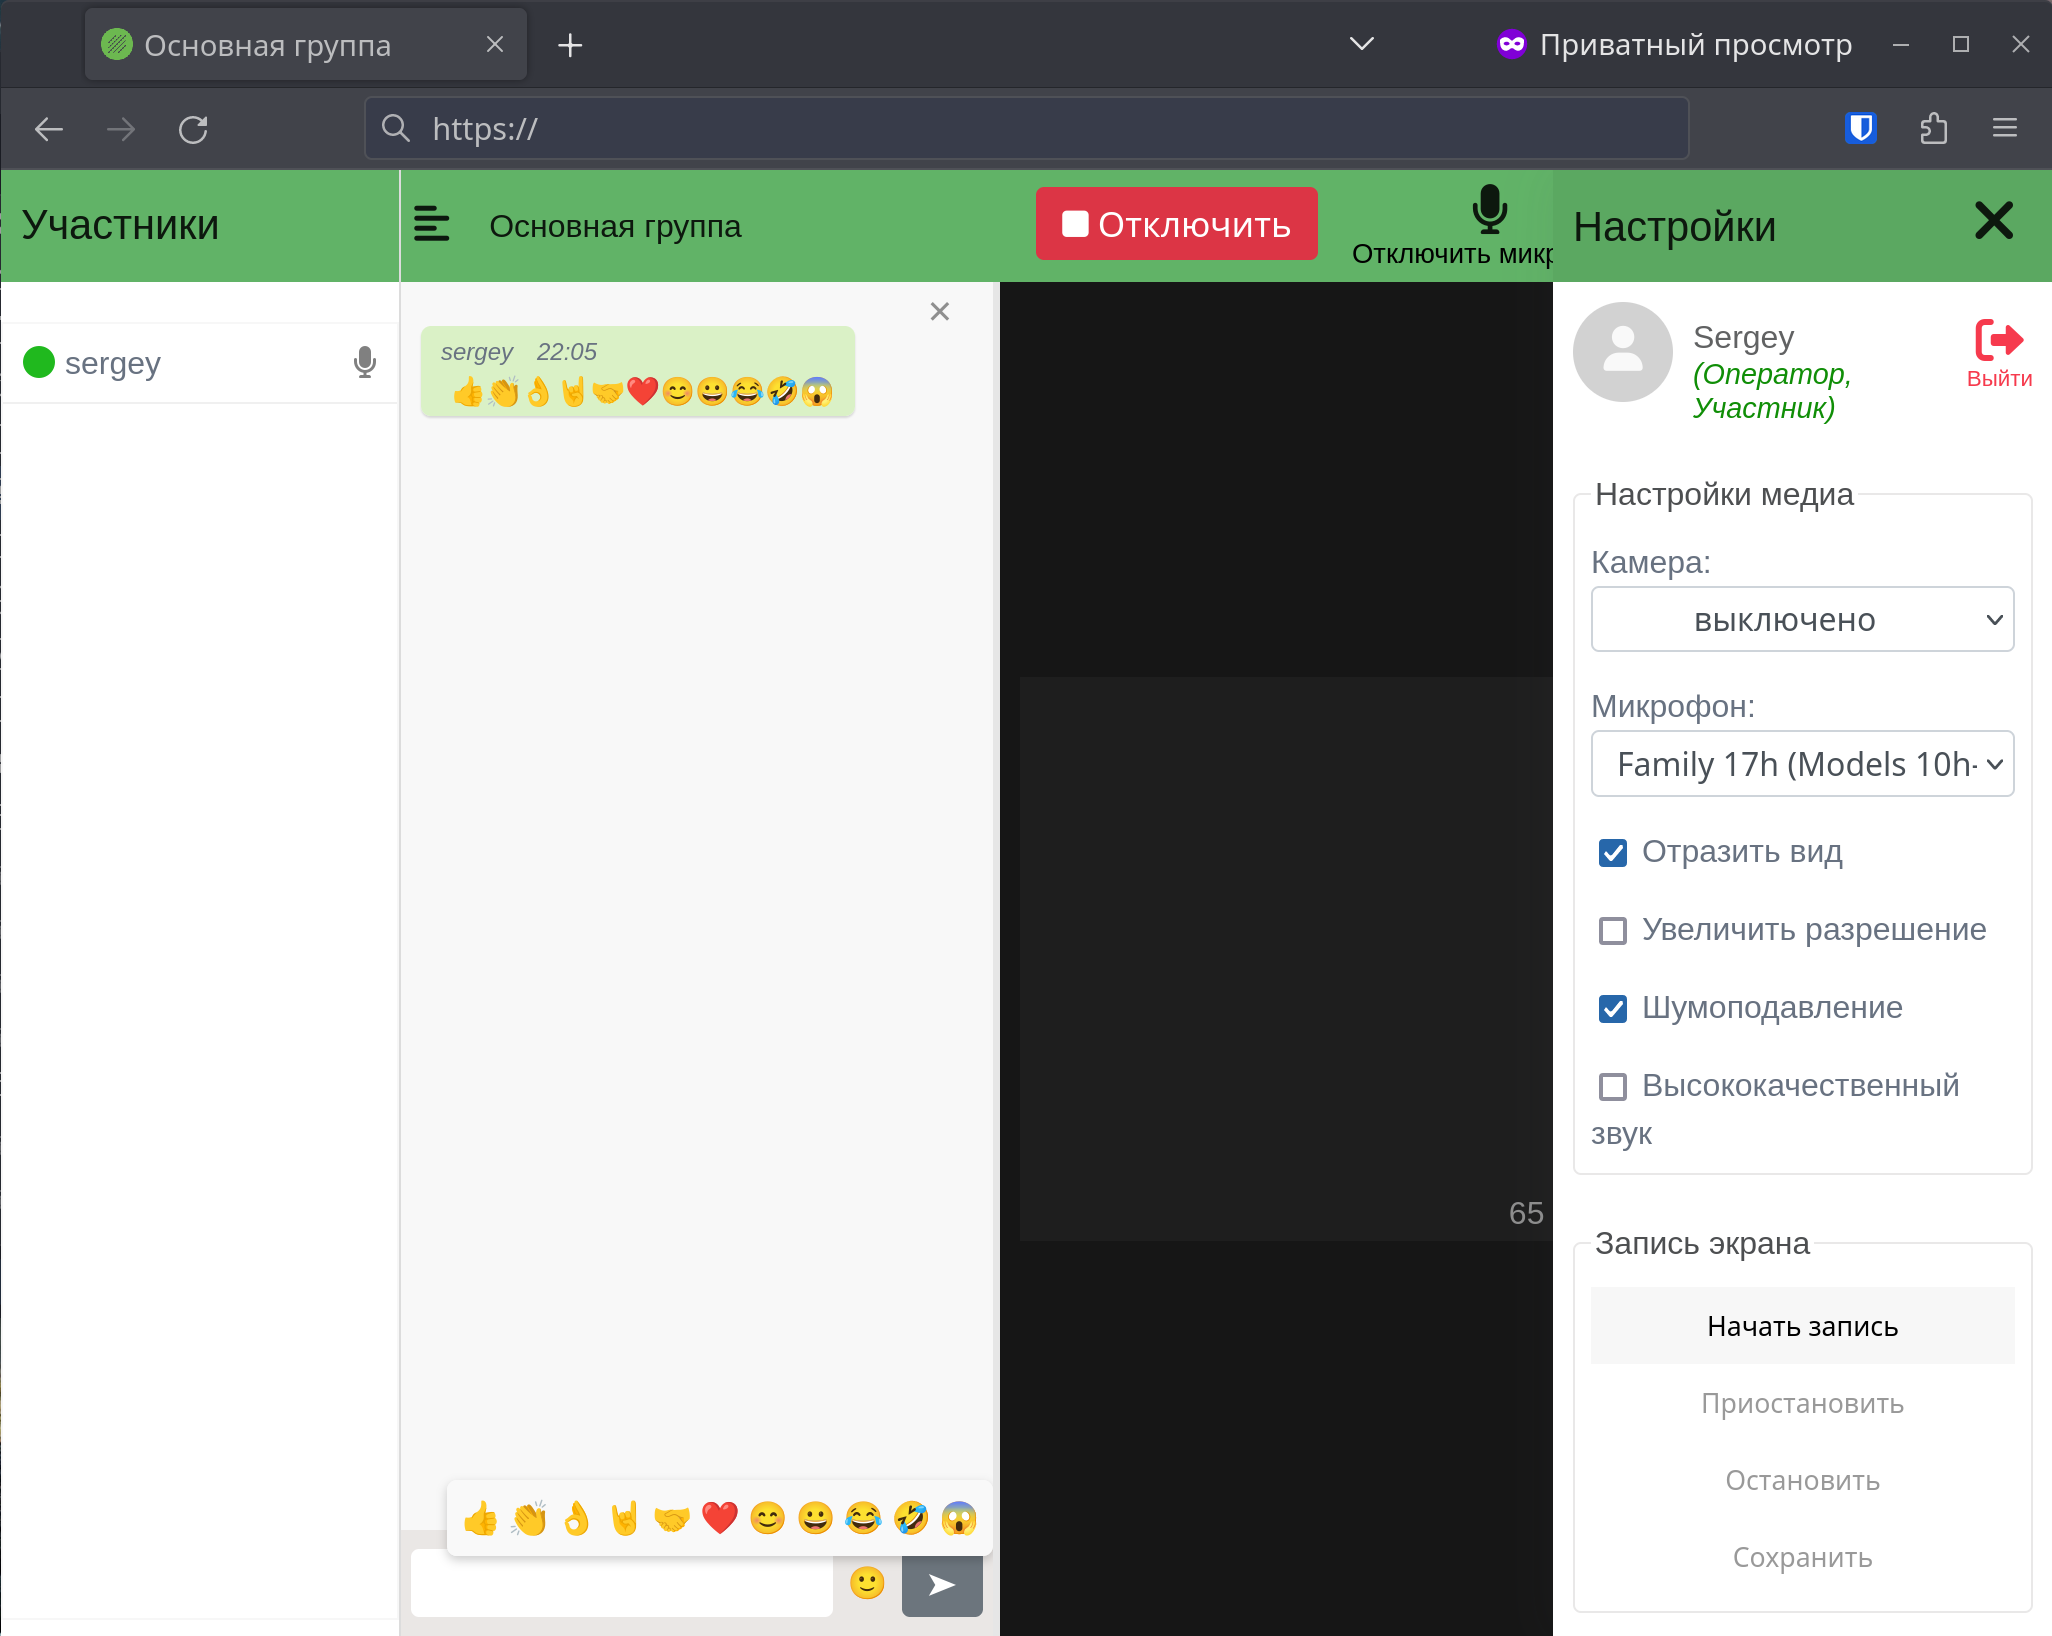 Основная группа
Приватный просмотр
https://
Участники
Основная группа
Отключить
Отключить микр
Настройки
sergey
sergey 22:05
👍👏👌🤘🤝❤️😊😀😂🤣😱
Sergey
(Оператор,
Участник)
Выйти
Настройки медиа
Камера:
выключено
Микрофон:
Family 17h (Models 10h-
Отразить вид
Увеличить разрешение
Шумоподавление
Высококачественный
звук
65
Запись экрана
Начать запись
Приостановить
Остановить
Сохранить
👍👏👌🤘🤝❤️😊😀😂🤣😱
🙂